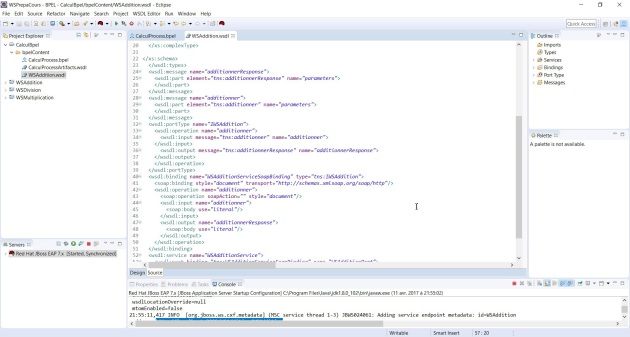 WSPrepaCours - BPEL - CalculBpel/bpelContent/WSAddition.wsdl - Eclipse
File Edit Source Refactor Navigate Search Project WSDL Editor Run Window Help
Quick Access
Project Explorer
CalculBpel
bpelContent
CalculProcess.bpel
CalculProcessArtifacts.wsdl
WSAddition.wsdl
WSAddition
WSDivision
WSMultiplication
CalculProcess.bpel WSAddition.wsdl
20 </xs:complexType>
21
22 </xs:schema>
23 </wsdl:types>
24 <wsdl:message name="additionnerResponse">
25 <wsdl:part element="tns:additionnerResponse" name="parameters">
26 </wsdl:part>
27 </wsdl:message>
28 <wsdl:message name="additionner">
29 <wsdl:part element="tns:additionner" name="parameters">
30 </wsdl:part>
31 </wsdl:message>
32 <wsdl:portType name="IWSAddition">
33 <wsdl:operation name="additionner">
34 <wsdl:input message="tns:additionner" name="additionner">
35 </wsdl:input>
36 <wsdl:output message="tns:additionnerResponse" name="additionnerResponse">
37 </wsdl:output>
38 </wsdl:operation>
39 </wsdl:portType>
40 <wsdl:binding name="WSAdditionServiceSoapBinding" type="tns:IWSAddition">
41 <soap:binding style="document" transport="http://schemas.xmlsoap.org/soap/http"/>
42 <wsdl:operation name="additionner">
43 <soap:operation soapAction="" style="document"/>
44 <wsdl:input name="additionner">
45 <soap:body use="literal"/>
46 </wsdl:input>
47 <wsdl:output name="additionnerResponse">
48 <soap:body use="literal"/>
49 </wsdl:output>
50 </wsdl:operation>
51 </wsdl:binding>
52 <wsdl:service name="WSAdditionService">
Design Source
Outline
Imports
Types
Services
Bindings
Port Type
Messages
Palette
A palette is not available.
Servers
Red Hat JBoss EAP 7.x [Started, Synchronized]
Properties Problems Tasks Console
Red Hat JBoss EAP 7.x [JBoss Application Server Startup Configuration] C:\Program Files\Java\jdk1.8.0_102\bin\javaw.exe (11 avr. 2017 à 21:55:02)
wsdlLocationOverride=null
mtomEnabled=false
21:55:11,417 INFO [org.jboss.ws.cxf.metadata] (MSC service thread 1-3) JBWS024061: Adding service endpoint metadata: id=WSAddition
Writable Smart Insert 57 : 20